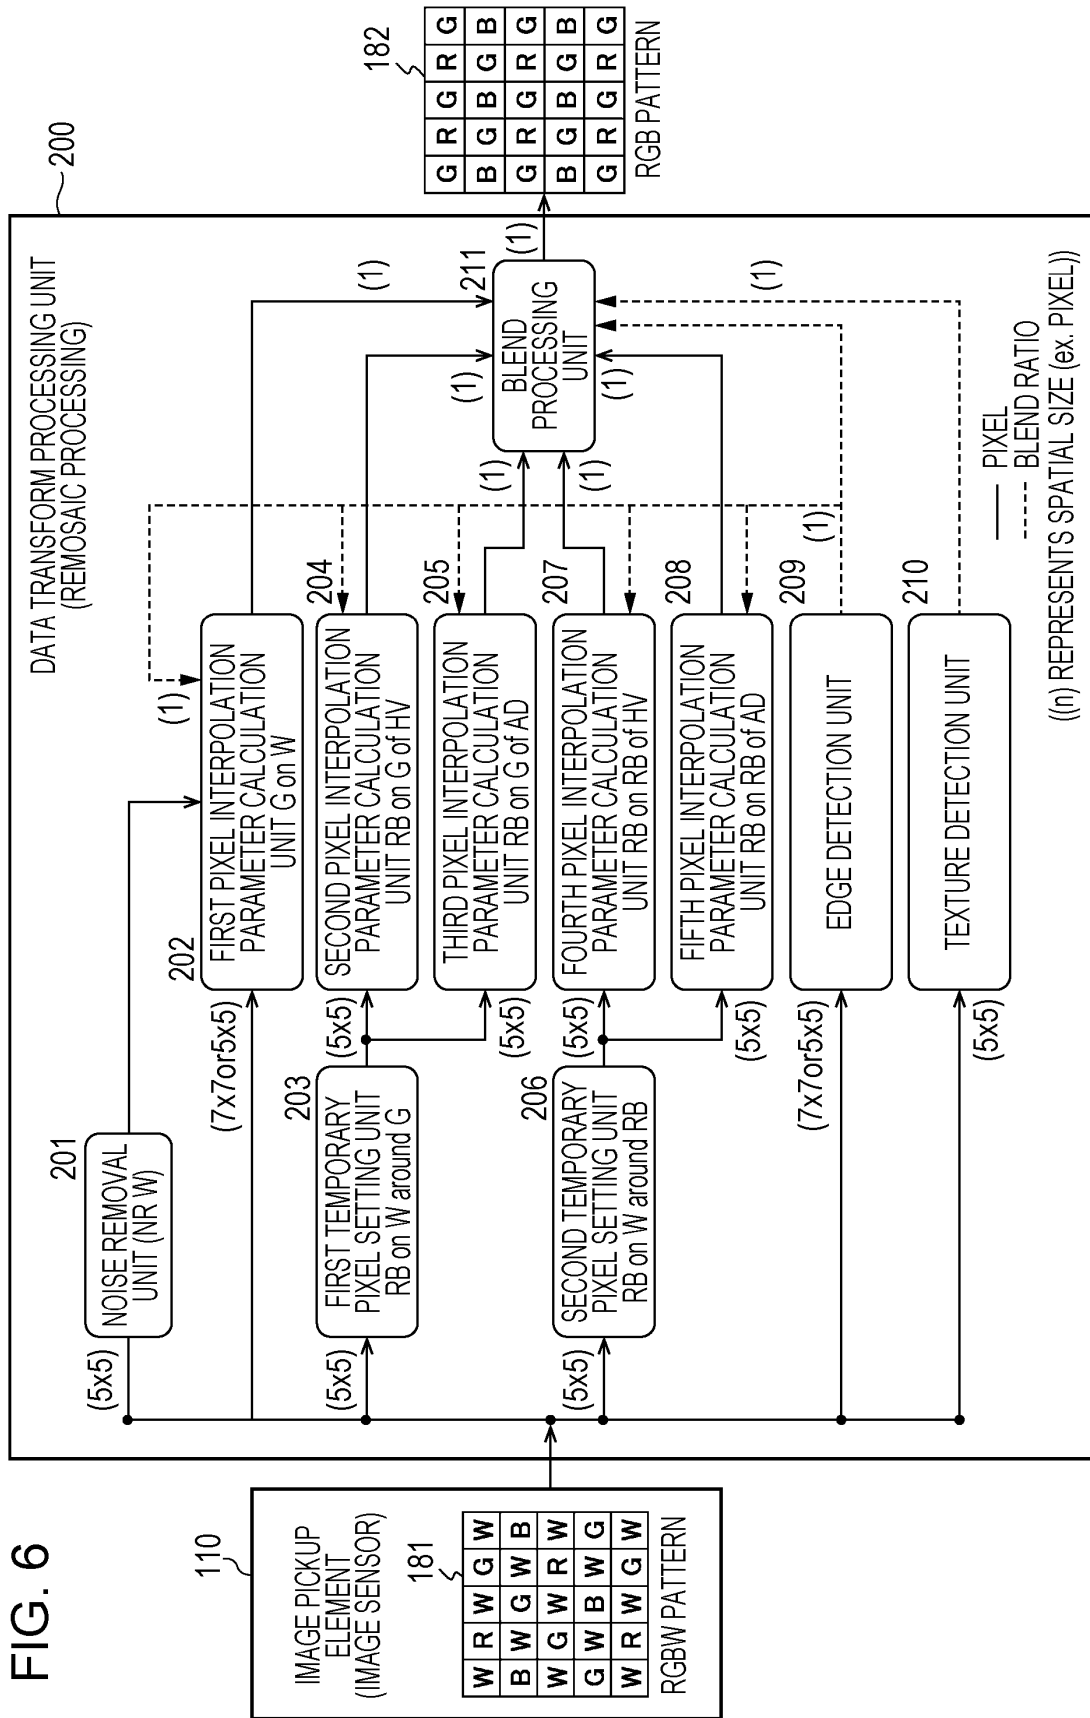 FIG. 6
110
IMAGE PICKUP
ELEMENT
(IMAGE SENSOR)
181
W R W G W
B W G W B
W G W R W
G W B W G
W R W G W
RGBW PATTERN
200
DATA TRANSFORM PROCESSING UNIT
(REMOSAIC PROCESSING)
(5x5)
201
NOISE REMOVAL
UNIT (NR W)
(7x7or5x5)
202
(1)
FIRST PIXEL INTERPOLATION
PARAMETER CALCULATION
UNIT G on W
(1)
(5x5)
203
FIRST TEMPORARY
PIXEL SETTING UNIT
RB on W around G
(5x5)
204
SECOND PIXEL INTERPOLATION
PARAMETER CALCULATION
UNIT RB on G of HV
(1)
(5x5)
205
THIRD PIXEL INTERPOLATION
PARAMETER CALCULATION
UNIT RB on G of AD
(1)
(5x5)
206
SECOND TEMPORARY
PIXEL SETTING UNIT
RB on W around RB
(5x5)
207
FOURTH PIXEL INTERPOLATION
PARAMETER CALCULATION
UNIT RB on RB of HV
(1)
(5x5)
208
FIFTH PIXEL INTERPOLATION
PARAMETER CALCULATION
UNIT RB on RB of AD
(1)
(7x7or5x5)
209
EDGE DETECTION UNIT
(1)
(5x5)
210
TEXTURE DETECTION UNIT
(1)
211
BLEND
PROCESSING
UNIT
(1)
182
G R G R G
B G B G B
G R G R G
B G B G B
G R G R G
RGB PATTERN
PIXEL
BLEND RATIO
((n) REPRESENTS SPATIAL SIZE (ex. PIXEL))